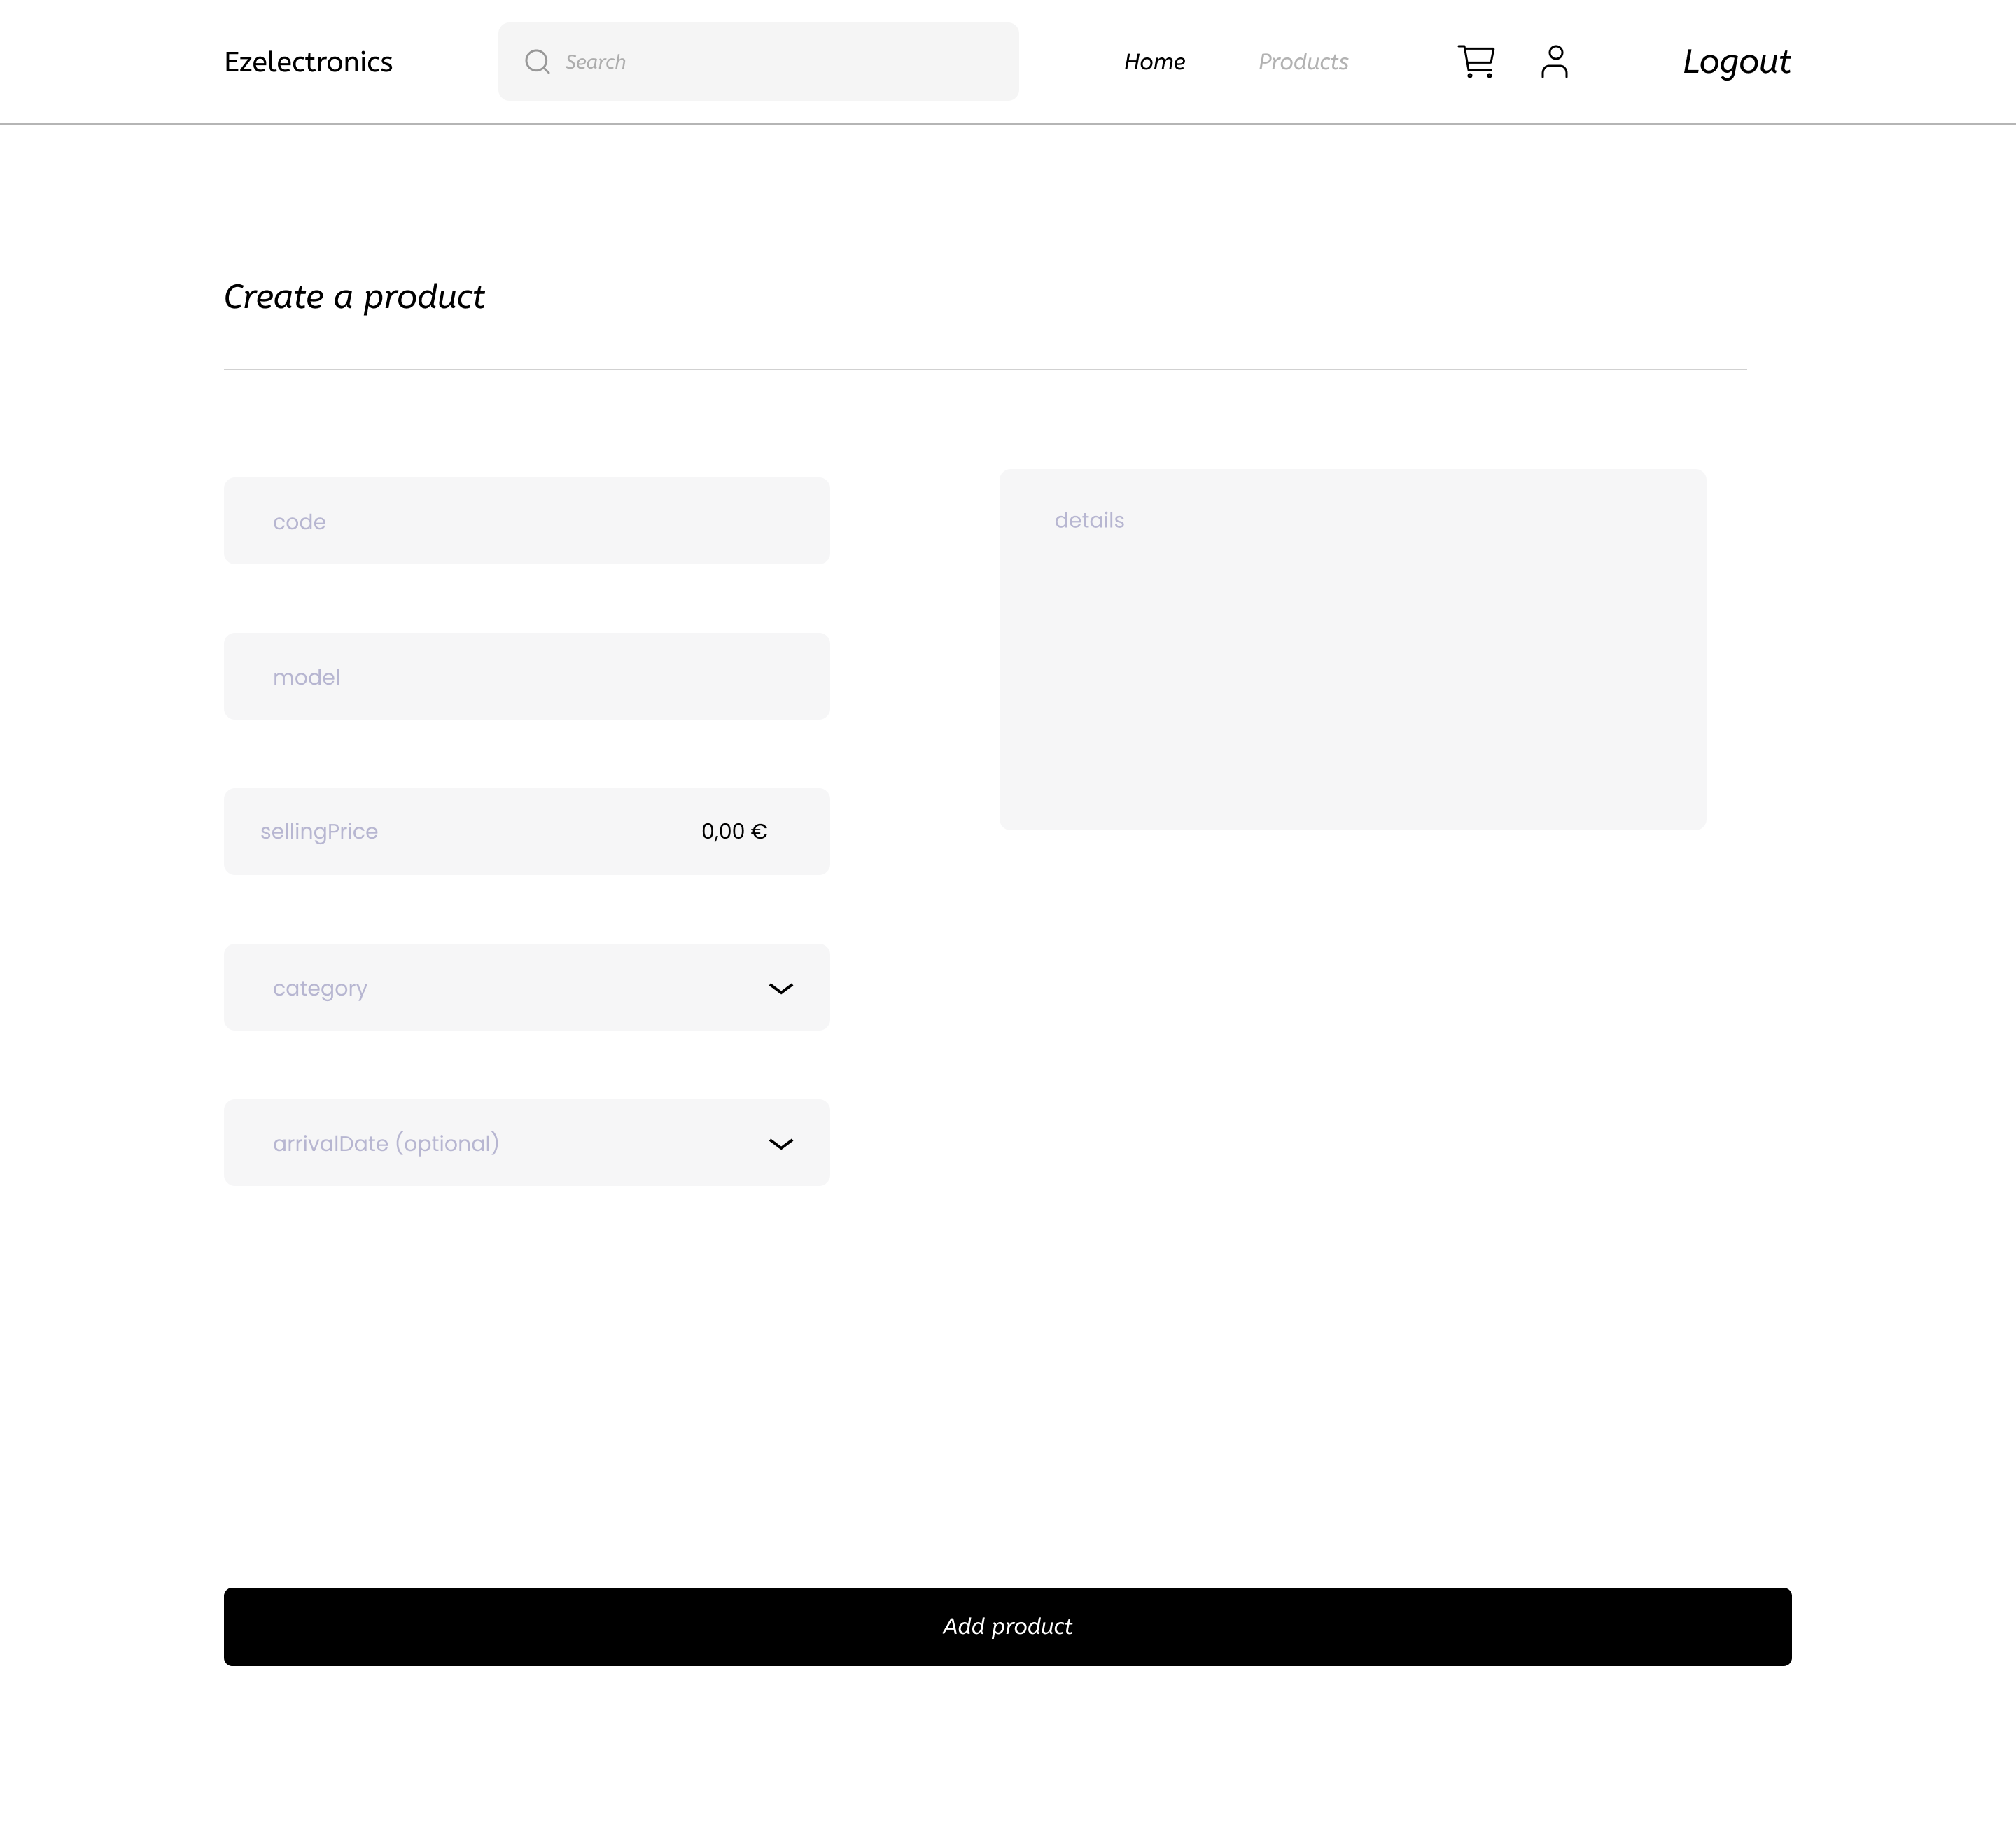 Ezelectronics
Search
Home
Products
Logout
Create a product
code
details
model
sellingPrice
0,00 €
category
arrivalDate (optional)
Add product